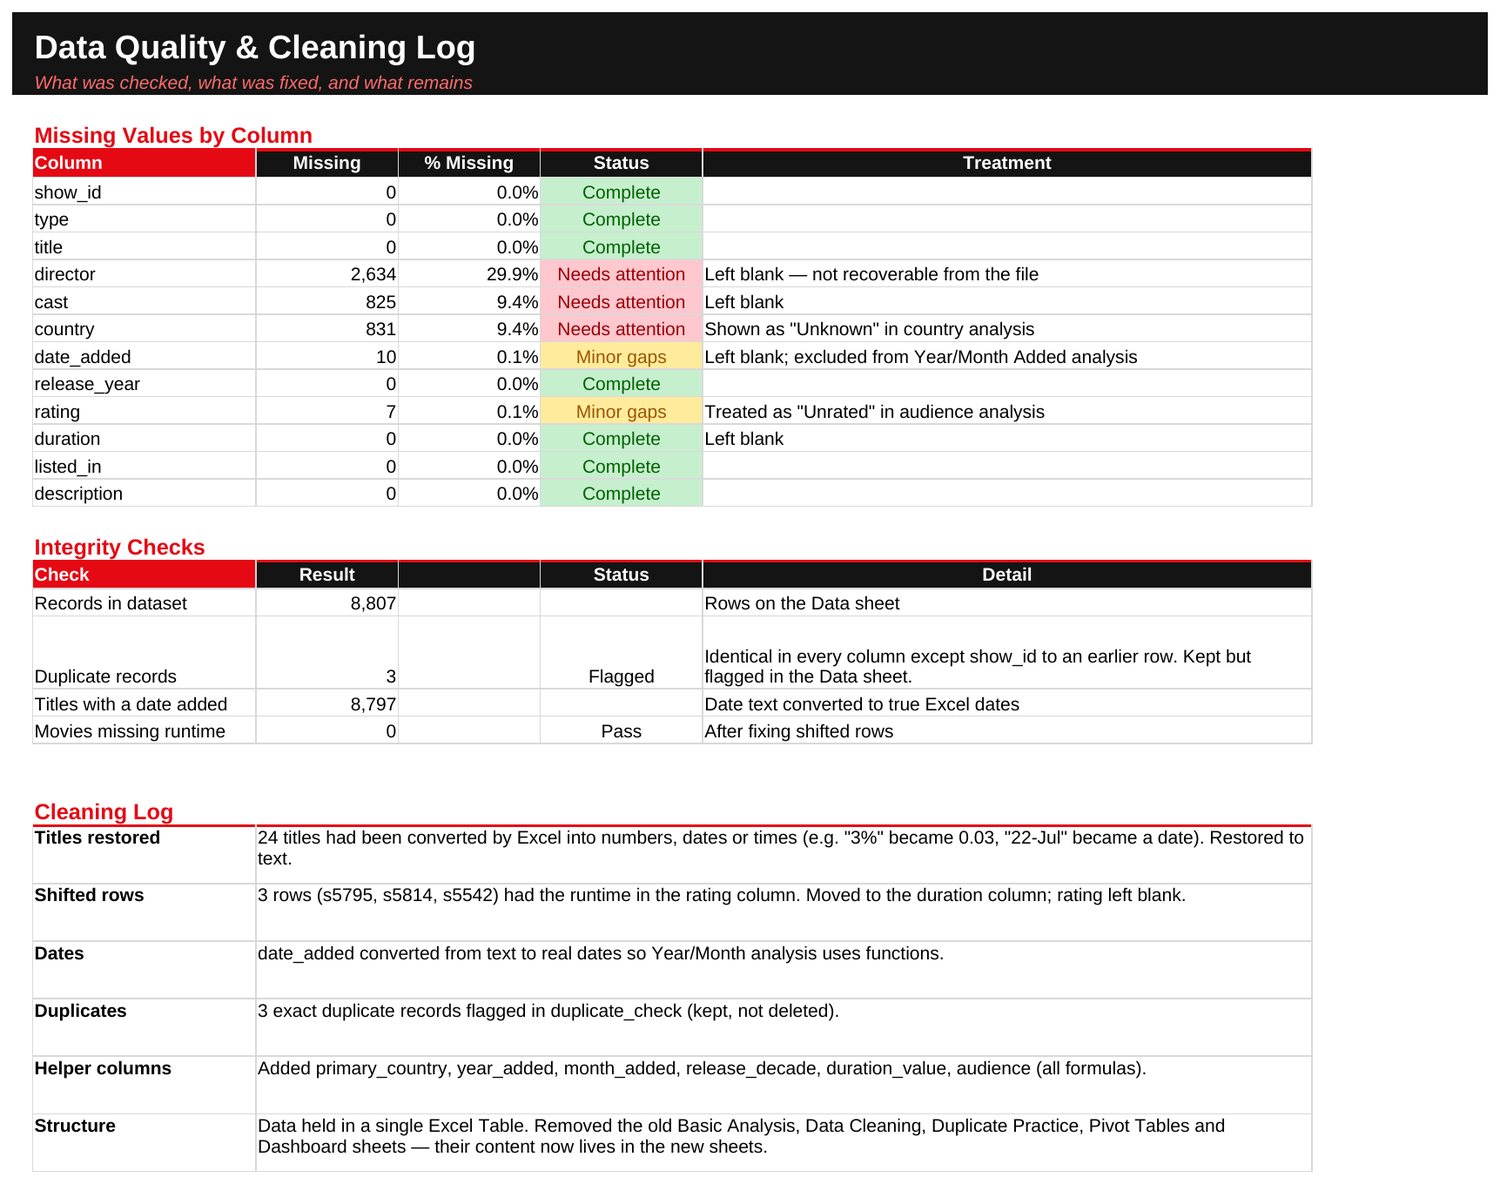 Data Quality & Cleaning Log
What was checked, what was fixed, and what remains
Missing Values by Column
Column Missing % Missing Status Treatment
show_id 0 0.0% Complete
type 0 0.0% Complete
title 0 0.0% Complete
director 2,634 29.9% Needs attention Left blank — not recoverable from the file
cast 825 9.4% Needs attention Left blank
country 831 9.4% Needs attention Shown as "Unknown" in country analysis
date_added 10 0.1% Minor gaps Left blank; excluded from Year/Month Added analysis
release_year 0 0.0% Complete
rating 7 0.1% Minor gaps Treated as "Unrated" in audience analysis
duration 0 0.0% Complete Left blank
listed_in 0 0.0% Complete
description 0 0.0% Complete
Integrity Checks
Check Result Status Detail
Records in dataset 8,807 Rows on the Data sheet
Identical in every column except show_id to an earlier row. Kept but
Duplicate records 3 Flagged flagged in the Data sheet.
Titles with a date added 8,797 Date text converted to true Excel dates
Movies missing runtime 0 Pass After fixing shifted rows
Cleaning Log
Titles restored 24 titles had been converted by Excel into numbers, dates or times (e.g. "3%" became 0.03, "22-Jul" became a date). Restored to
text.
Shifted rows 3 rows (s5795, s5814, s5542) had the runtime in the rating column. Moved to the duration column; rating left blank.
Dates date_added converted from text to real dates so Year/Month analysis uses functions.
Duplicates 3 exact duplicate records flagged in duplicate_check (kept, not deleted).
Helper columns Added primary_country, year_added, month_added, release_decade, duration_value, audience (all formulas).
Structure Data held in a single Excel Table. Removed the old Basic Analysis, Data Cleaning, Duplicate Practice, Pivot Tables and
Dashboard sheets — their content now lives in the new sheets.